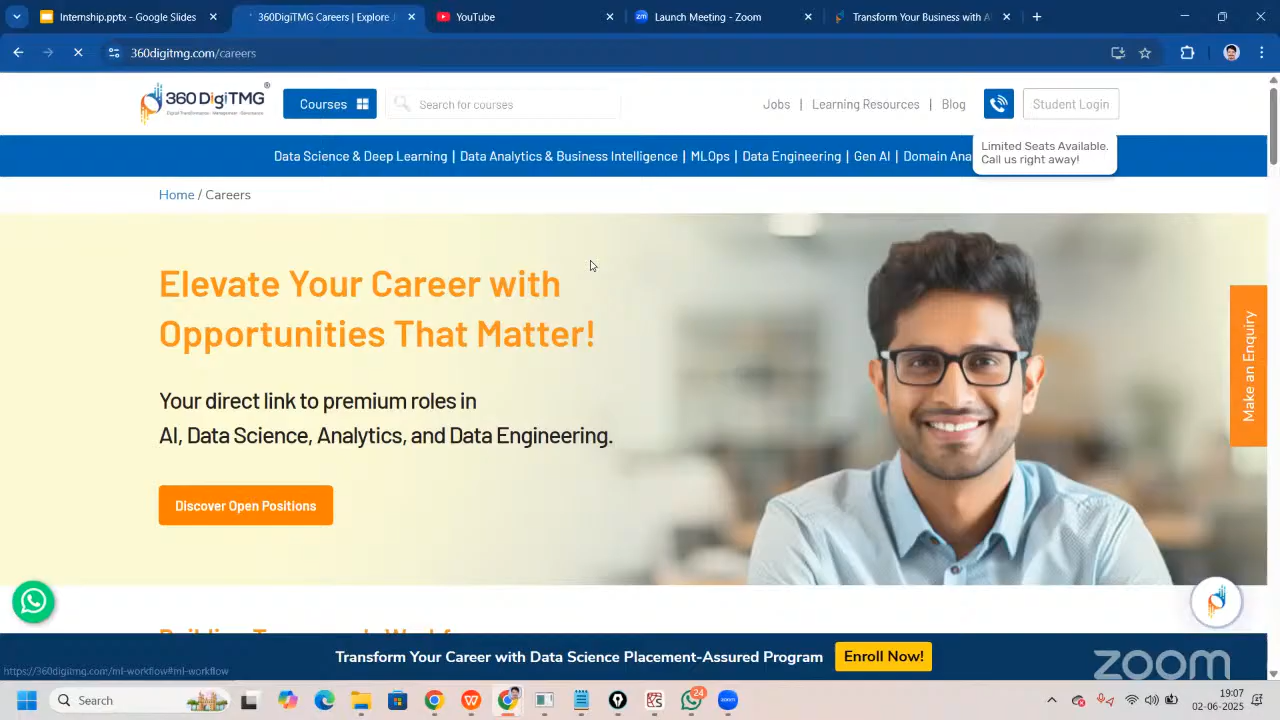 Internship.pptx - Google Slides
360DigiTMG Careers | Explore J
YouTube
Launch Meeting - Zoom
Transform Your Business with A
360digitmg.com/careers
360 DigiTMG®
Courses
Search for courses
Jobs | Learning Resources | Blog
Student Login
Data Science & Deep Learning | Data Analytics & Business Intelligence | MLOps | Data Engineering | Gen AI | Domain Ana
Limited Seats Available.
Call us right away!
Home / Careers
Elevate Your Career with
Opportunities That Matter!
Your direct link to premium roles in
AI, Data Science, Analytics, and Data Engineering.
Discover Open Positions
Make an Enquiry
Transform Your Career with Data Science Placement-Assured Program
Enroll Now!
https://360digitmg.com/ml-workflow#ml-workflow
zoom
Search
24
19:07
02-06-2025